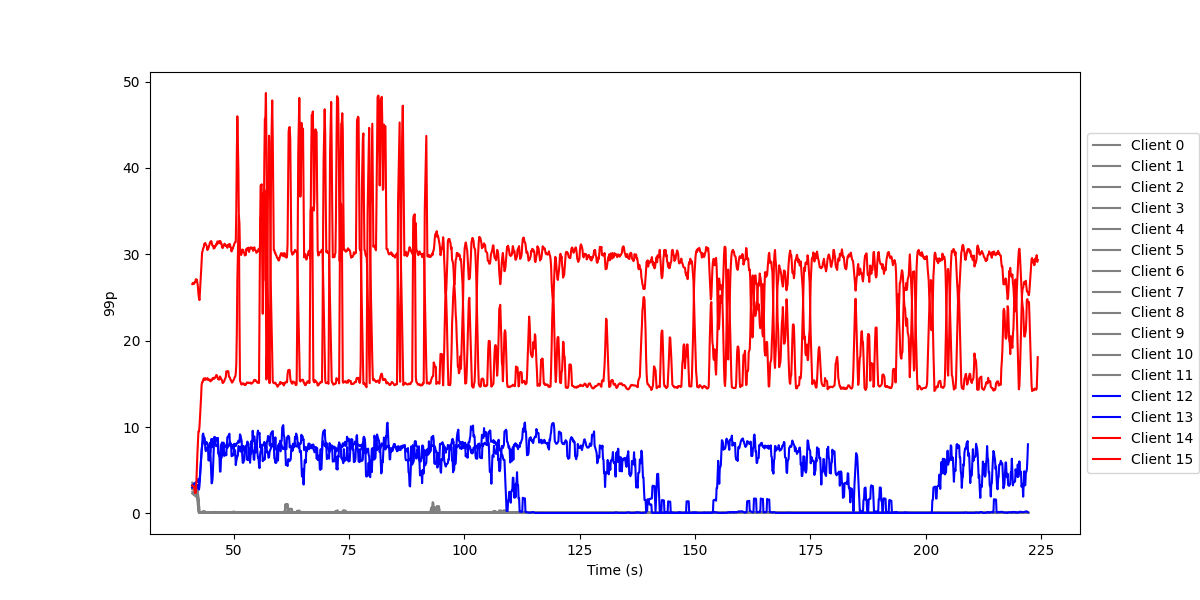 50
40
30
20
10
0
99p
50
75
100
125
150
175
200
225
Time (s)
Client 0
Client 1
Client 2
Client 3
Client 4
Client 5
Client 6
Client 7
Client 8
Client 9
Client 10
Client 11
Client 12
Client 13
Client 14
Client 15